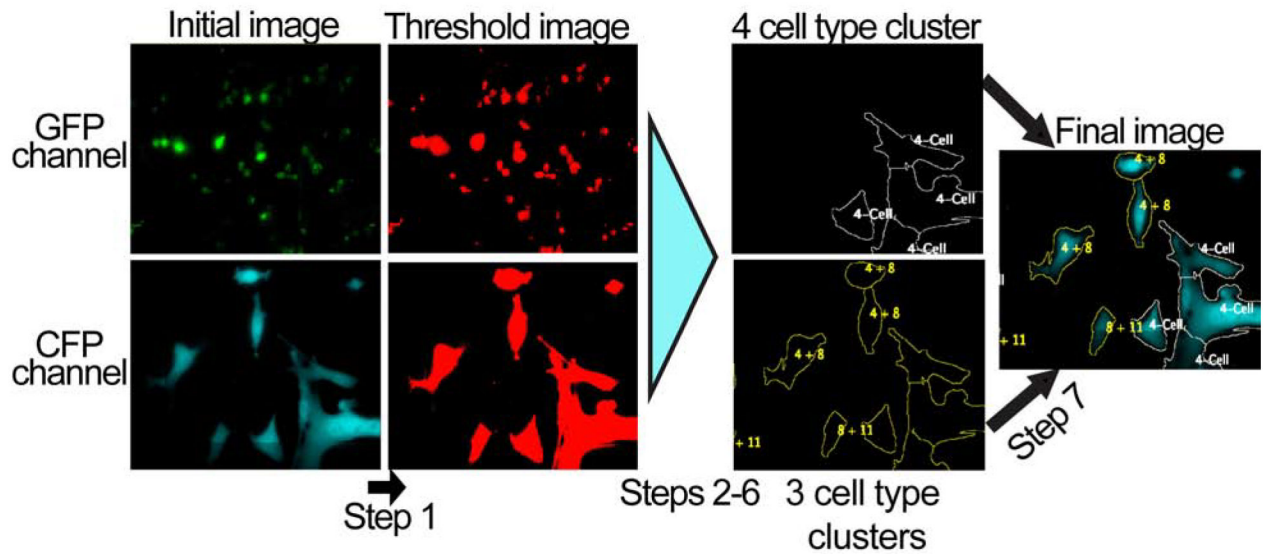 Initial image
Threshold image
4 cell type cluster
GFP
channel
4-Cell
4-Cell
4-Cell
4-Cell
Final image
4 + 8
4 + 8
4 + 8
4-Cell
4-Cell
4-Cell
8 + 11
4-Cell
+ 11
CFP
channel
4 + 8
4 + 8
4 + 8
8 + 11
+ 11
Step 7
Step 1
Steps 2-6
3 cell type
clusters